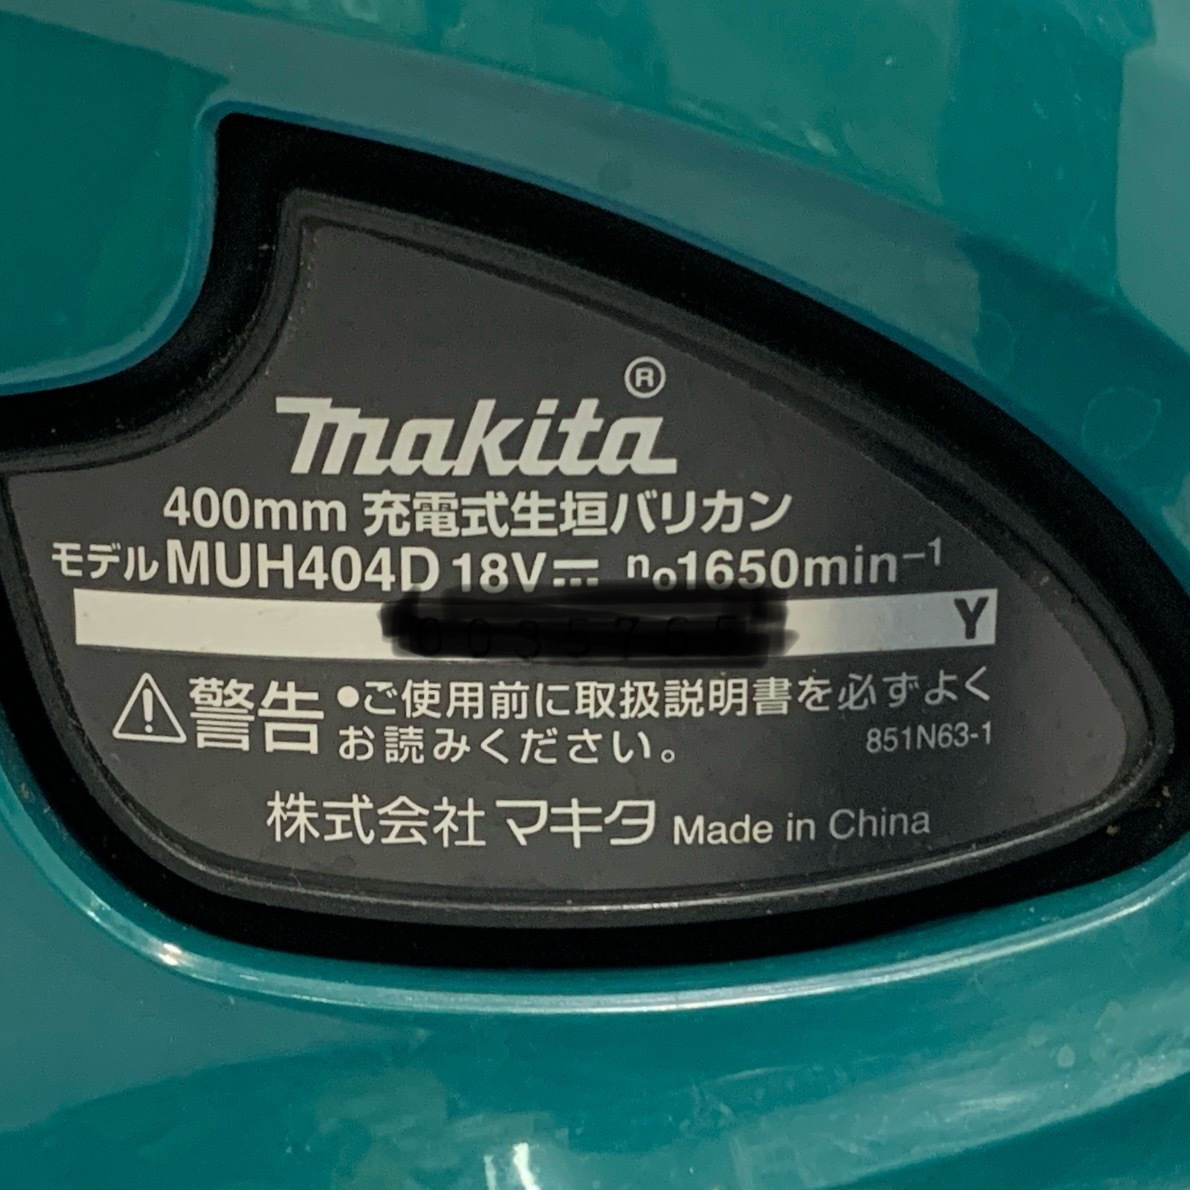 makita®
400mm 充電式生垣バリカン
モデル MUH404D 18V⎓ n₀1650min⁻¹
Y
⚠警告 ●ご使用前に取扱説明書を必ずよく
お読みください。 851N63-1
株式会社 マキタ Made in China